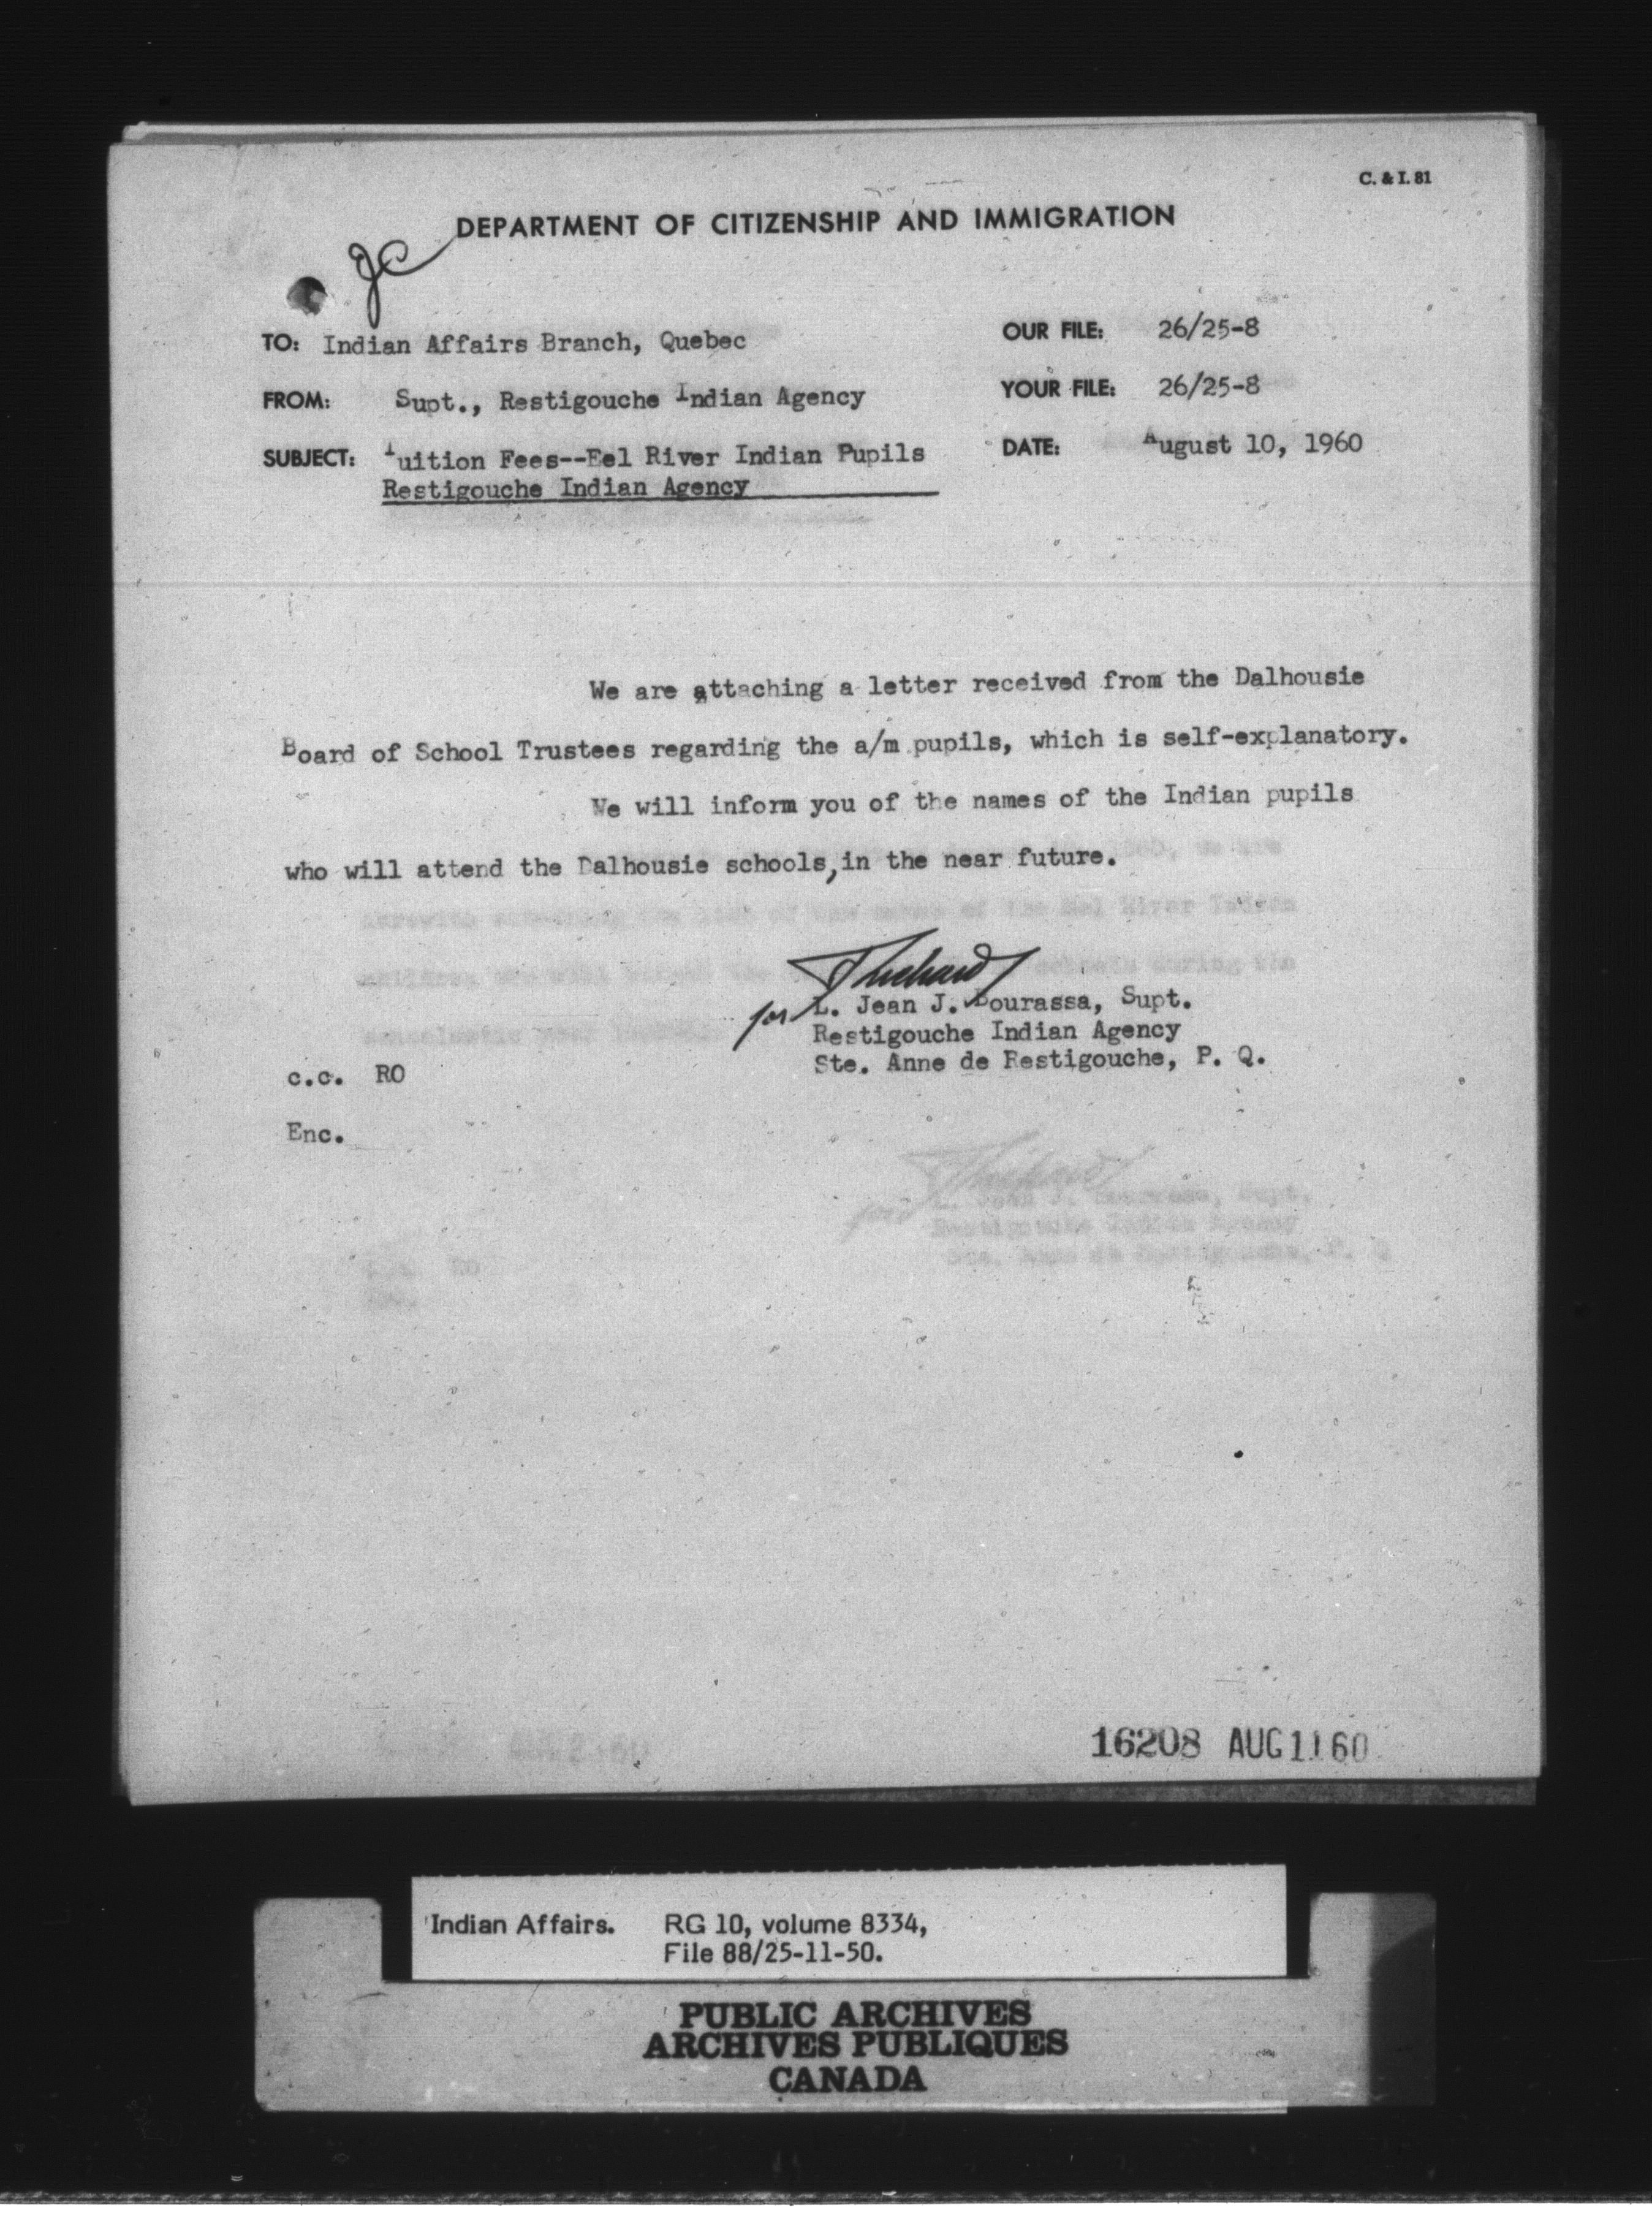 C. & I. 81
DEPARTMENT OF CITIZENSHIP AND IMMIGRATION
TO: Indian Affairs Branch, Quebec
OUR FILE: 26/25-8
FROM: Supt., Restigouche Indian Agency
YOUR FILE: 26/25-8
SUBJECT: Tuition Fees--Eel River Indian Pupils
Restigouche Indian Agency
DATE: August 10, 1960
We are attaching a letter received from the Dalhousie
Board of School Trustees regarding the a/m pupils, which is self-explanatory.
We will inform you of the names of the Indian pupils
who will attend the Dalhousie schools, in the near future.
for L. Jean J. Bourassa, Supt.
Restigouche Indian Agency
Ste. Anne de Restigouche, P. Q.
c.c. RO
Enc.
16208 AUG 11 60
Indian Affairs. RG 10, volume 8334,
File 88/25-11-50.
PUBLIC ARCHIVES
ARCHIVES PUBLIQUES
CANADA